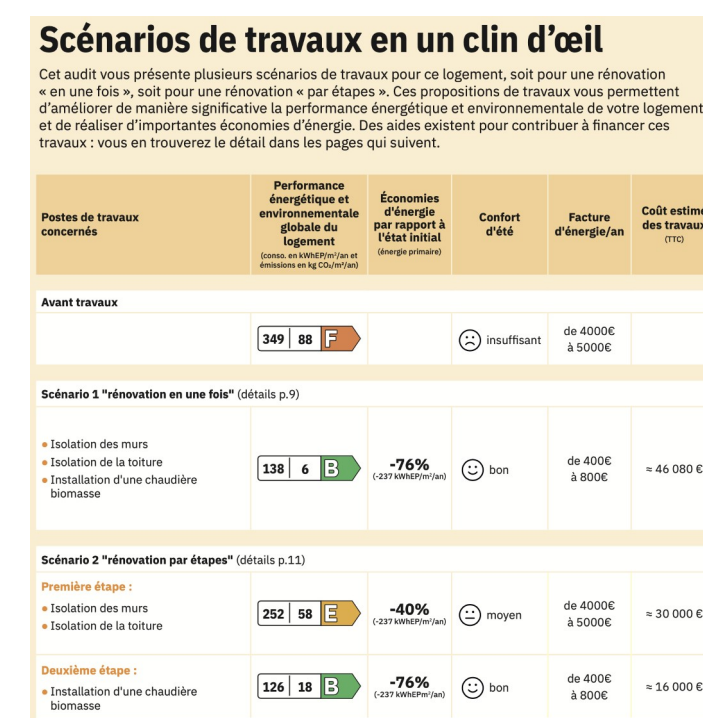 Scénarios de travaux en un clin d’œil
Cet audit vous présente plusieurs scénarios de travaux pour ce logement, soit pour une rénovation
« en une fois », soit pour une rénovation « par étapes ». Ces propositions de travaux vous permettent
d’améliorer de manière significative la performance énergétique et environnementale de votre logement
et de réaliser d’importantes économies d’énergie. Des aides existent pour contribuer à financer ces
travaux : vous en trouverez le détail dans les pages qui suivent.
Postes de travaux
concernés
Performance
énergétique et
environnementale
globale du
logement
(conso. en kWhEP/m²/an et
émissions en kg CO₂/m²/an)
Économies
d'énergie
par rapport à
l'état initial
(énergie primaire)
Confort
d'été
Facture
d'énergie/an
Coût estimé
des travaux
(TTC)
Avant travaux
349 88 F
insuffisant
de 4000€
à 5000€
Scénario 1 "rénovation en une fois" (détails p.9)
• Isolation des murs
• Isolation de la toiture
• Installation d'une chaudière
biomasse
138 6 B
-76%
(-237 kWhEP/m²/an)
bon
de 400€
à 800€
≈ 46 080 €
Scénario 2 "rénovation par étapes" (détails p.11)
Première étape :
• Isolation des murs
• Isolation de la toiture
252 58 E
-40%
(-237 kWhEP/m²/an)
moyen
de 4000€
à 5000€
≈ 30 000 €
Deuxième étape :
• Installation d'une chaudière
biomasse
126 18 B
-76%
(-237 kWhEPm²/an)
bon
de 400€
à 800€
≈ 16 000 €